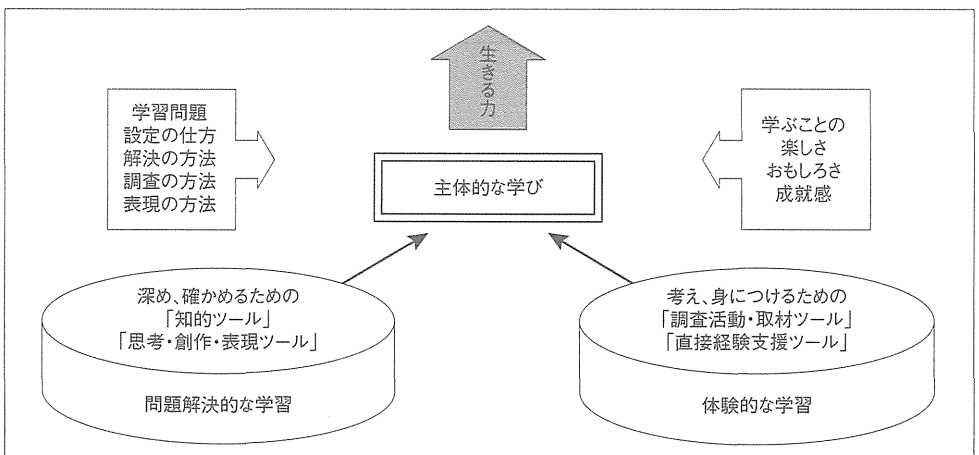 生きる力
学習問題
設定の仕方
解決の方法
調査の方法
表現の方法
学ぶことの
楽しさ
おもしろさ
成就感
主体的な学び
深め、確かめるための
「知的ツール」
「思考・創作・表現ツール」
問題解決的な学習
考え、身につけるための
「調査活動・取材ツール」
「直接経験支援ツール」
体験的な学習